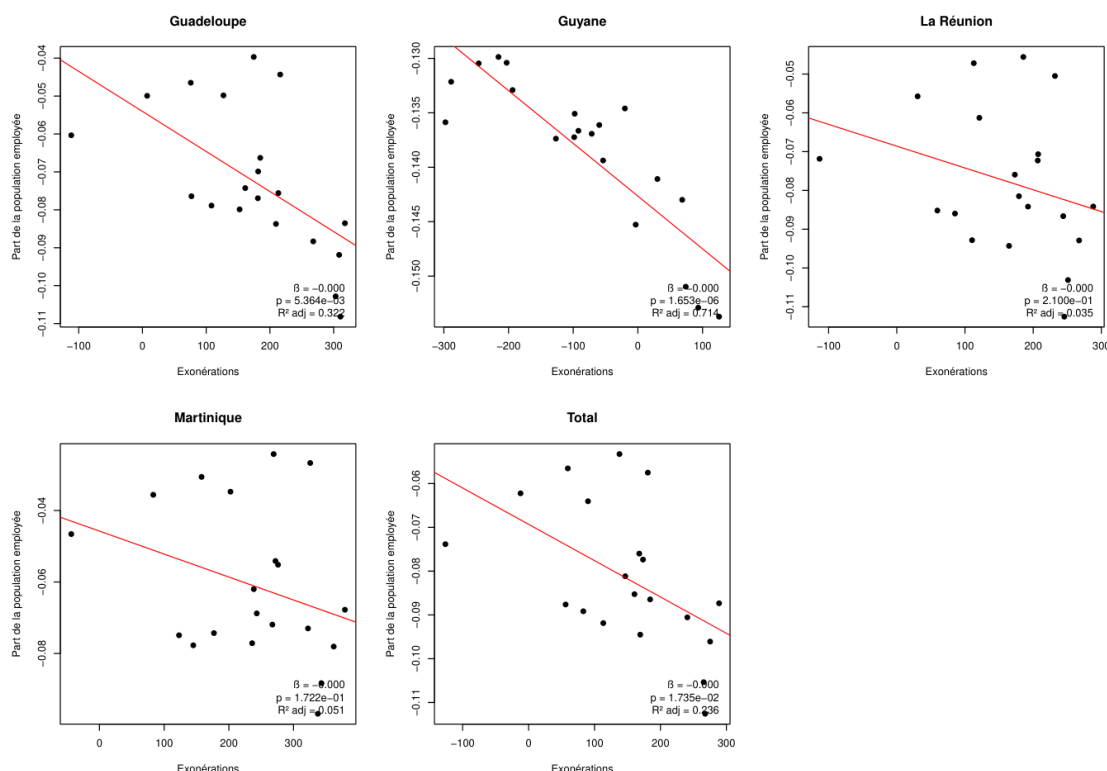 Guadeloupe
Part de la population employée
−0.04
−0.05
−0.06
−0.07
−0.08
−0.09
−0.10
−0.11
ß = −0.000
p = 5.364e−03
R² adj = 0.322
−100 0 100 200 300
Exonérations
Guyane
Part de la population employée
−0.130
−0.135
−0.140
−0.145
−0.150
ß = −0.000
p = 1.653e−06
R² adj = 0.714
−300 −200 −100 0 100
Exonérations
La Réunion
Part de la population employée
−0.05
−0.06
−0.07
−0.08
−0.09
−0.10
−0.11
ß = −0.000
p = 2.100e−01
R² adj = 0.035
−100 0 100 200 300
Exonérations
Martinique
Part de la population employée
−0.04
−0.06
−0.08
ß = −0.000
p = 1.722e−01
R² adj = 0.051
0 100 200 300
Exonérations
Total
Part de la population employée
−0.06
−0.07
−0.08
−0.09
−0.10
−0.11
ß = −0.000
p = 1.735e−02
R² adj = 0.236
−100 0 100 200 300
Exonérations